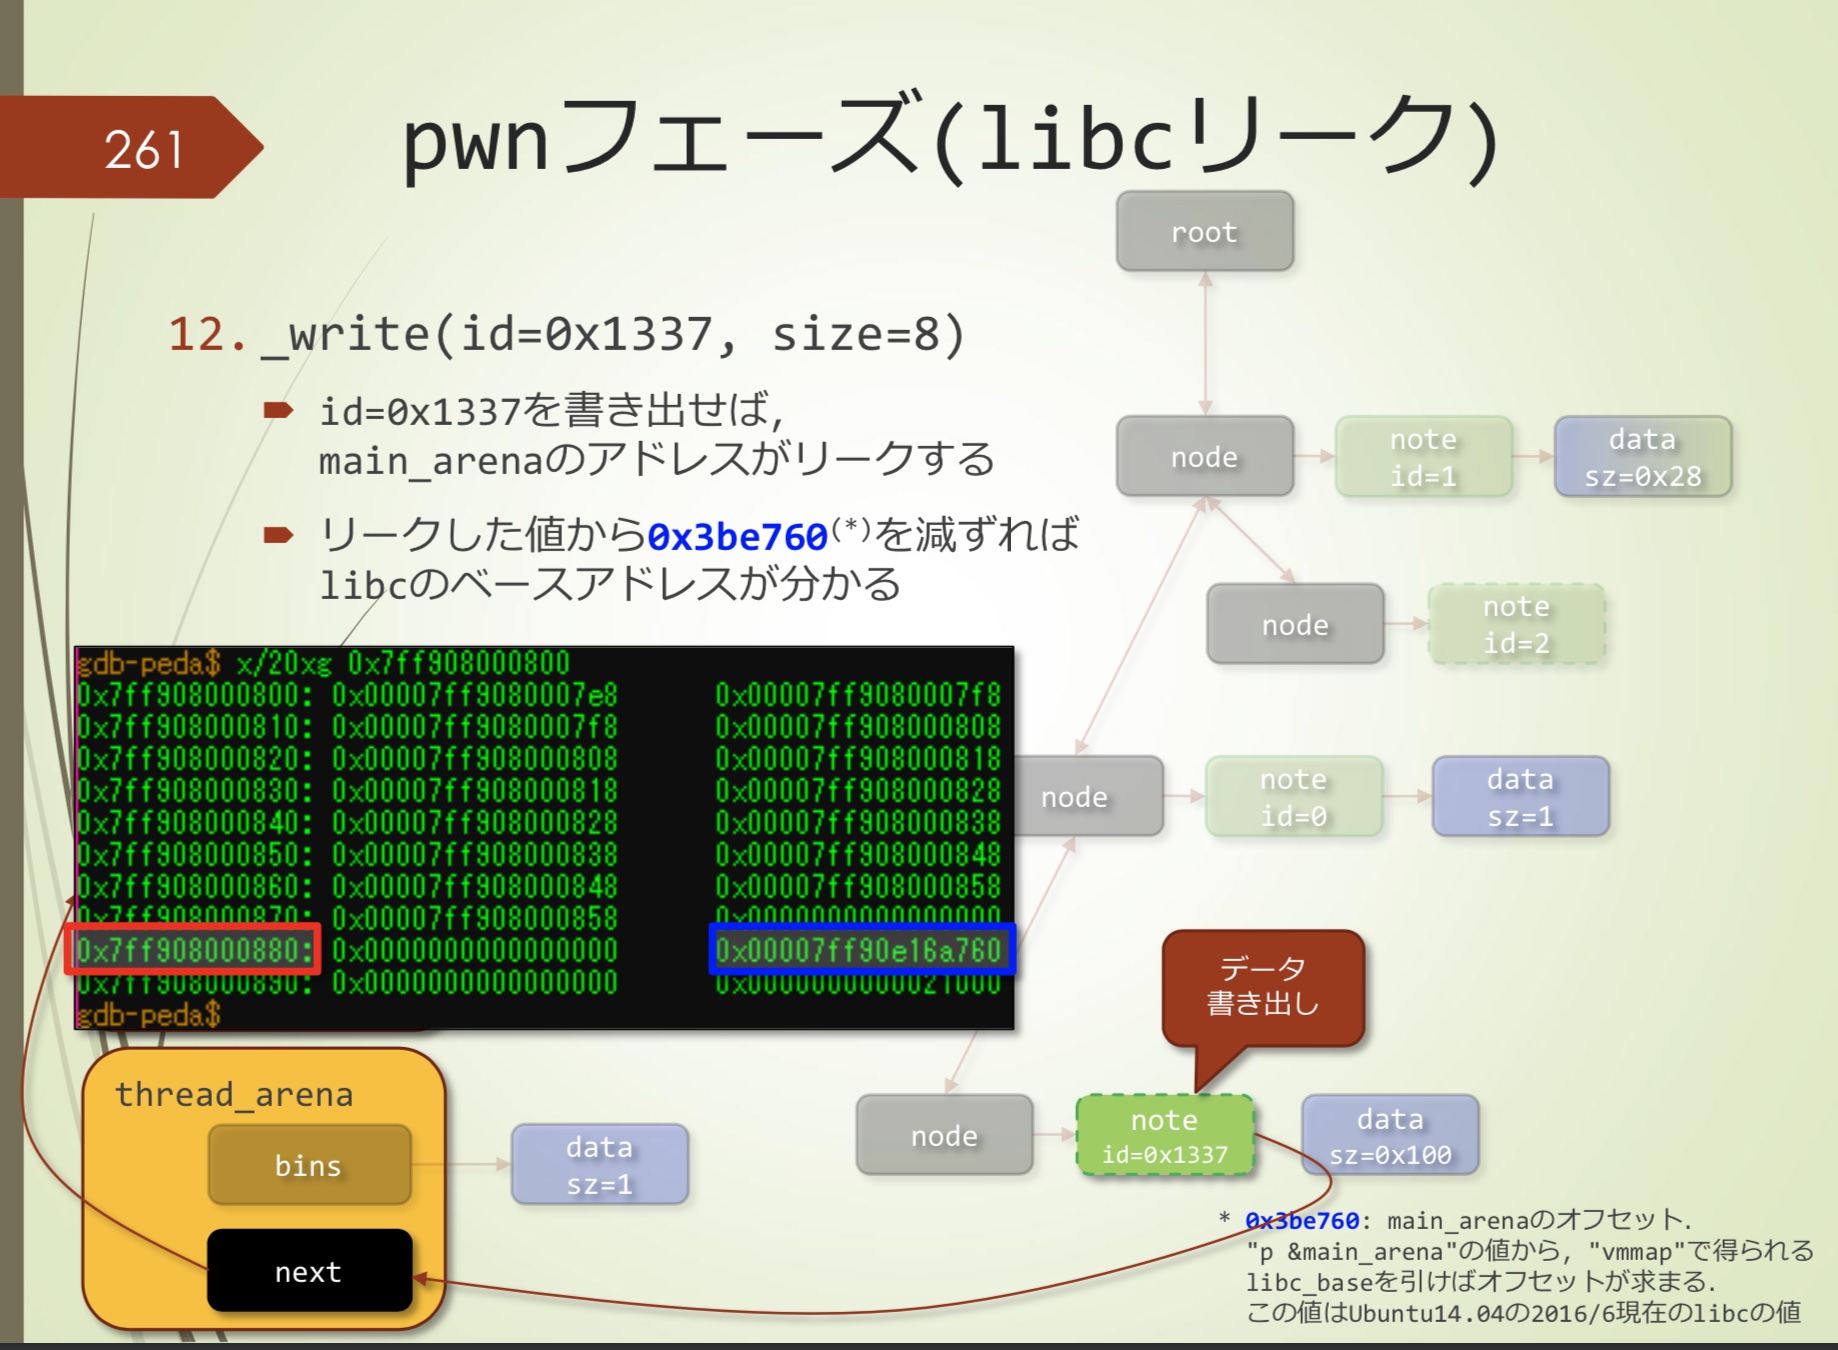 261
pwnフェーズ(libcリーク)
12. _write(id=0x1337, size=8)
id=0x1337を書き出せば,
main_arenaのアドレスがリークする
リークした値から0x3be760(*)を減ずれば
libcのベースアドレスが分かる
gdb-peda$ x/20xg 0x7ff908000800
0x7ff908000800: 0x00007ff9080007e8 0x00007ff9080007f8
0x7ff908000810: 0x00007ff9080007f8 0x00007ff908000808
0x7ff908000820: 0x00007ff908000808 0x00007ff908000818
0x7ff908000830: 0x00007ff908000818 0x00007ff908000828
0x7ff908000840: 0x00007ff908000828 0x00007ff908000838
0x7ff908000850: 0x00007ff908000838 0x00007ff908000848
0x7ff908000860: 0x00007ff908000848 0x00007ff908000858
0x7ff908000870: 0x00007ff908000858 0x0000000000000000
0x7ff908000880: 0x0000000000000000 0x00007ff90e16a760
0x7ff908000890: 0x0000000000000000 0x0000000000021000
gdb-peda$
root
node
note
id=1
data
sz=0x28
node
note
id=2
node
note
id=0
data
sz=1
データ
書き出し
node
note
id=0x1337
data
sz=0x100
thread_arena
bins
data
sz=1
next
* 0x3be760: main_arenaのオフセット.
"p &main_arena"の値から, "vmmap"で得られる
libc_baseを引けばオフセットが求まる.
この値はUbuntu14.04の2016/6現在のlibcの値